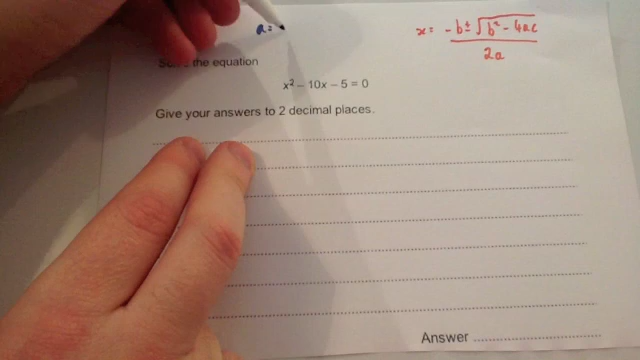 a =
x = -b ± √b² - 4ac
2a
the equation
x² – 10x – 5 = 0
Give your answers to 2 decimal places.
Answer